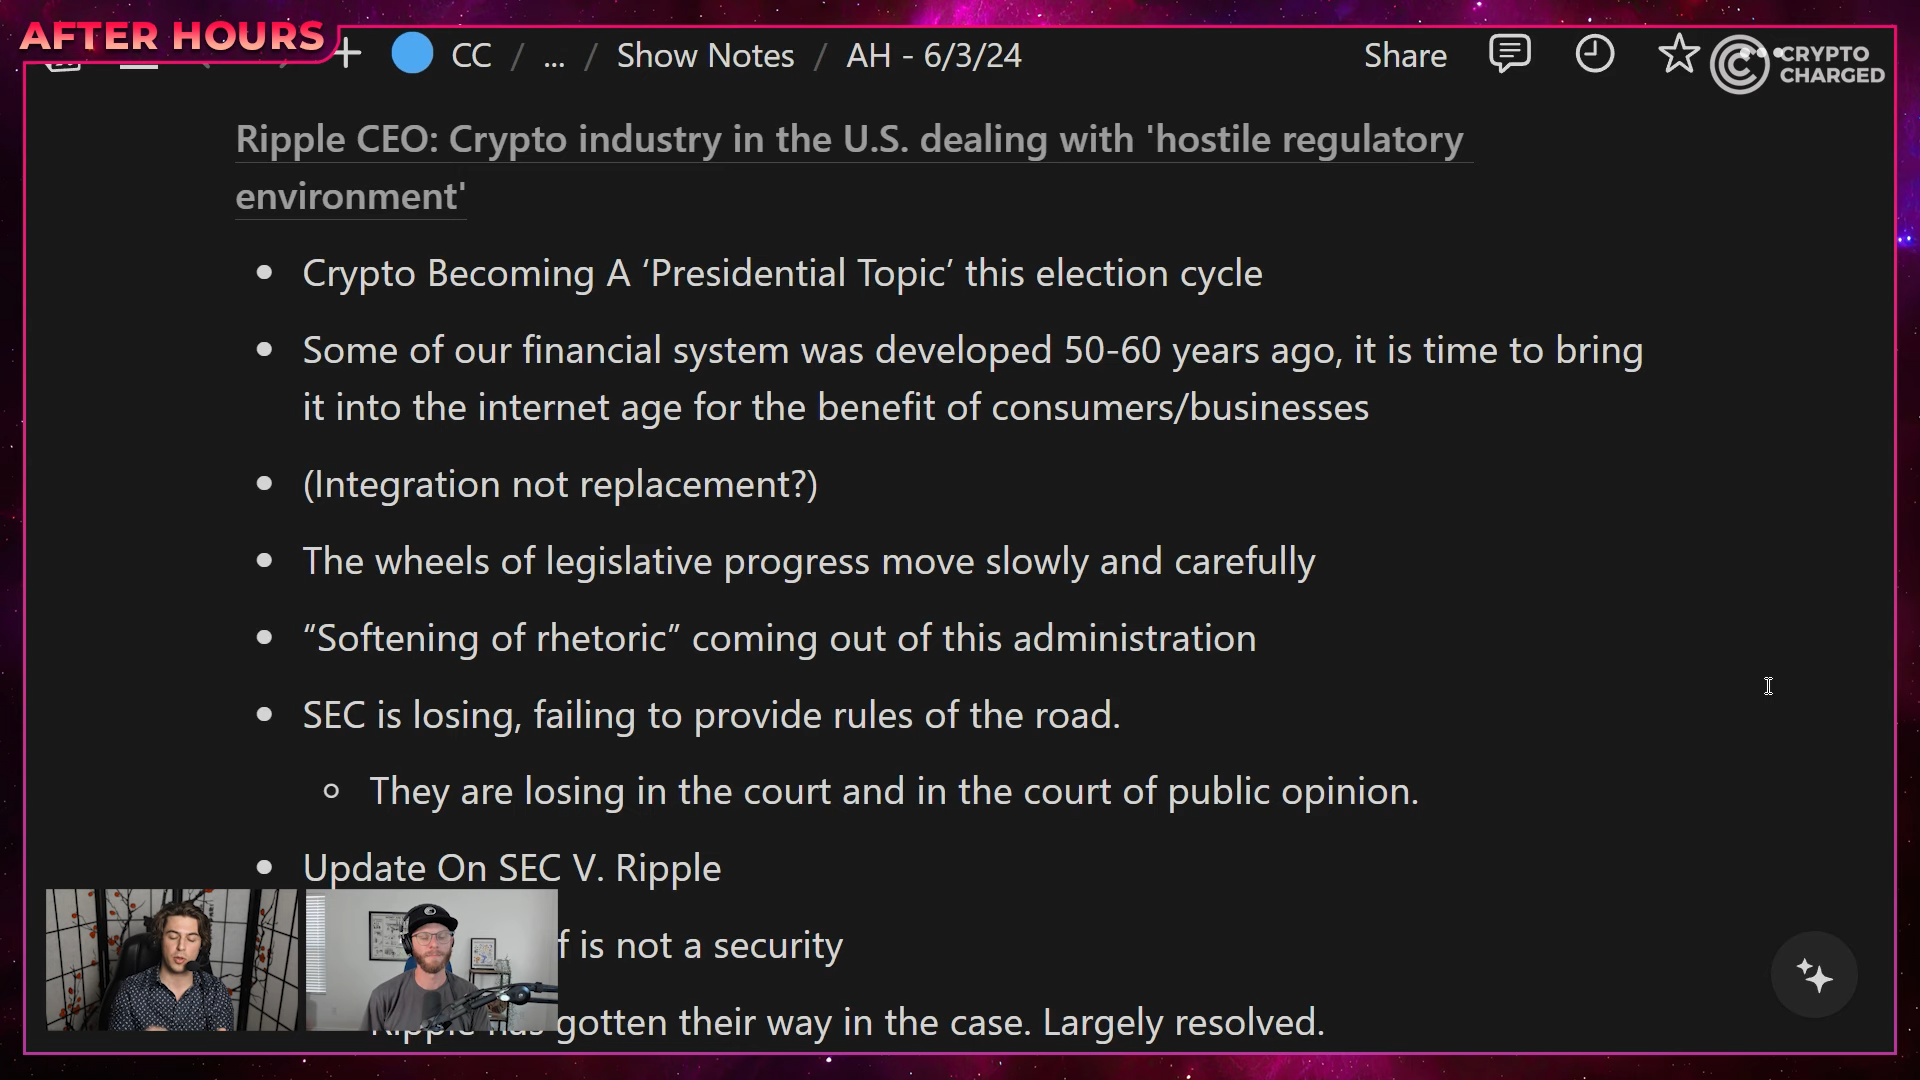 AFTER HOURS
CC / ... / Show Notes / AH - 6/3/24
Share
CRYPTO
CHARGED
Ripple CEO: Crypto industry in the U.S. dealing with 'hostile regulatory
environment'
Crypto Becoming A ‘Presidential Topic’ this election cycle
Some of our financial system was developed 50-60 years ago, it is time to bring
it into the internet age for the benefit of consumers/businesses
(Integration not replacement?)
The wheels of legislative progress move slowly and carefully
“Softening of rhetoric” coming out of this administration
SEC is losing, failing to provide rules of the road.
They are losing in the court and in the court of public opinion.
Update On SEC V. Ripple
is not a security
Ripple has gotten their way in the case. Largely resolved.